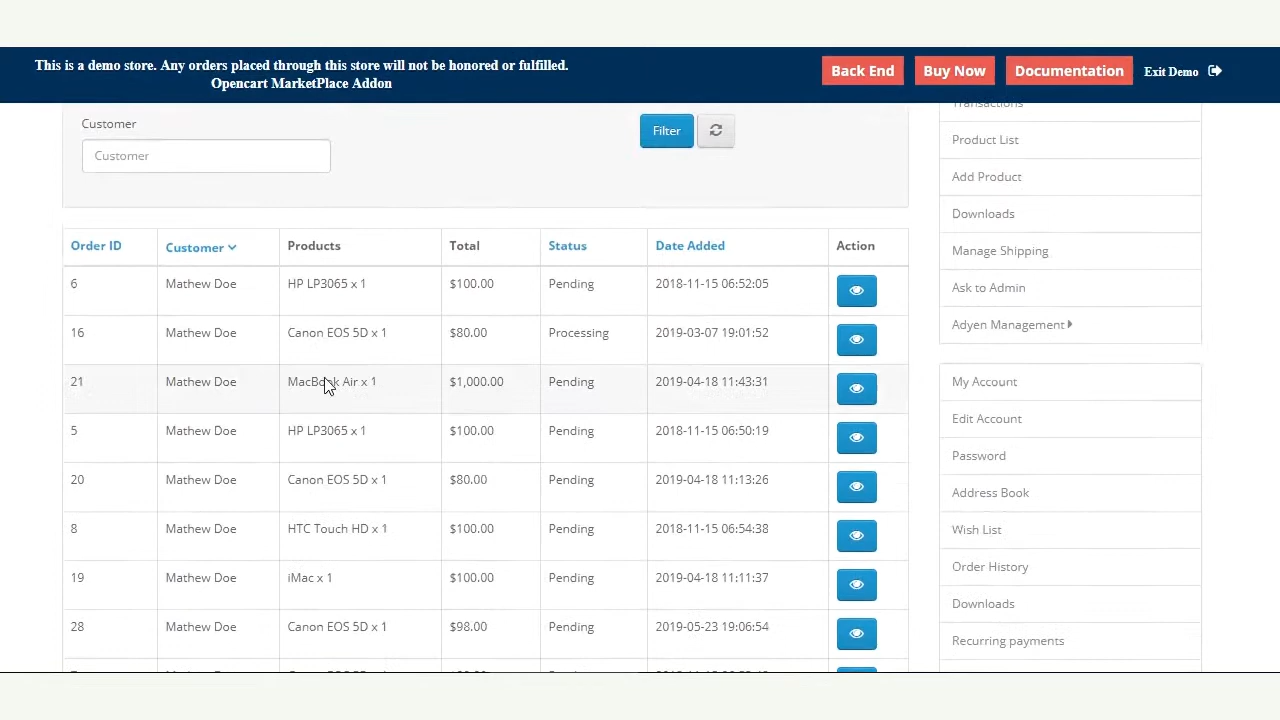 This is a demo store. Any orders placed through this store will not be honored or fulfilled.
Opencart MarketPlace Addon
Back End
Buy Now
Documentation
Exit Demo
Customer
Customer
Filter
Order ID Customer Products Total Status Date Added Action
6 Mathew Doe HP LP3065 x 1 $100.00 Pending 2018-11-15 06:52:05
16 Mathew Doe Canon EOS 5D x 1 $80.00 Processing 2019-03-07 19:01:52
21 Mathew Doe MacBook Air x 1 $1,000.00 Pending 2019-04-18 11:43:31
5 Mathew Doe HP LP3065 x 1 $100.00 Pending 2018-11-15 06:50:19
20 Mathew Doe Canon EOS 5D x 1 $80.00 Pending 2019-04-18 11:13:26
8 Mathew Doe HTC Touch HD x 1 $100.00 Pending 2018-11-15 06:54:38
19 Mathew Doe iMac x 1 $100.00 Pending 2019-04-18 11:11:37
28 Mathew Doe Canon EOS 5D x 1 $98.00 Pending 2019-05-23 19:06:54
Transactions
Product List
Add Product
Downloads
Manage Shipping
Ask to Admin
Adyen Management
My Account
Edit Account
Password
Address Book
Wish List
Order History
Downloads
Recurring payments